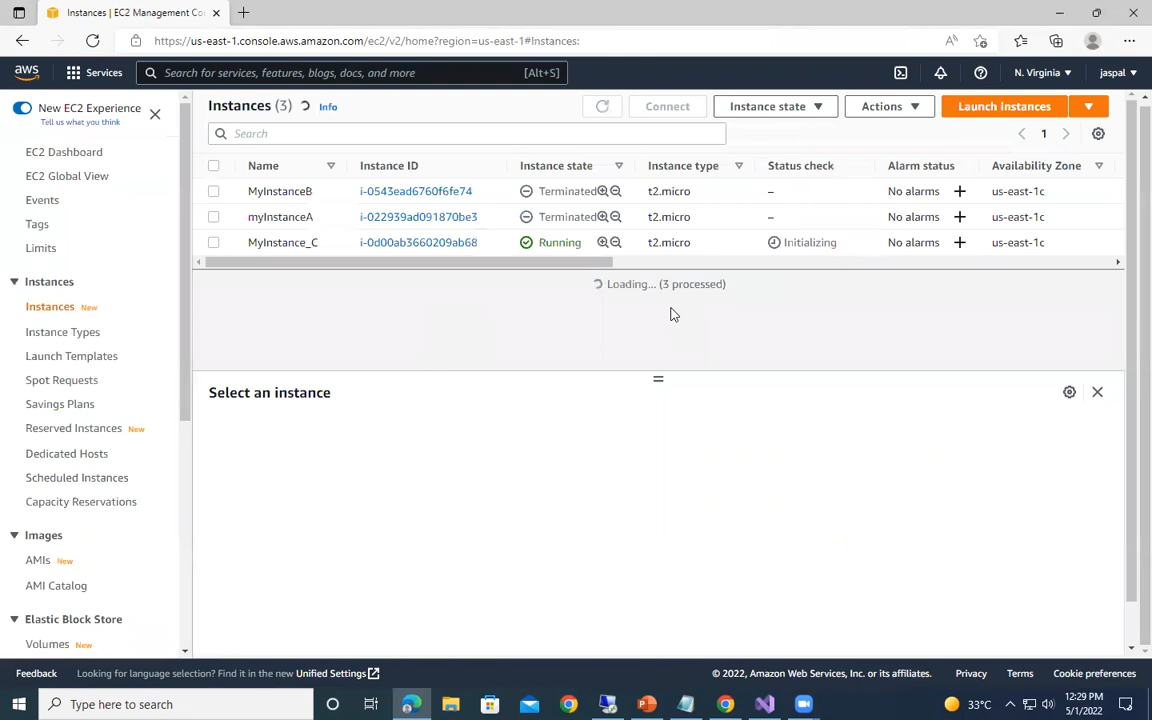 Instances | EC2 Management Co
https://us-east-1.console.aws.amazon.com/ec2/v2/home?region=us-east-1#Instances:
aws Services Search for services, features, blogs, docs, and more [Alt+S] N. Virginia jaspal
New EC2 Experience
Tell us what you think
EC2 Dashboard
EC2 Global View
Events
Tags
Limits
Instances
Instances New
Instance Types
Launch Templates
Spot Requests
Savings Plans
Reserved Instances New
Dedicated Hosts
Scheduled Instances
Capacity Reservations
Images
AMIs New
AMI Catalog
Elastic Block Store
Volumes New
Instances (3) Info Connect Instance state Actions Launch instances
Search 1
Name Instance ID Instance state Instance type Status check Alarm status Availability Zone
MyInstanceB i-0543ead6760f6fe74 Terminated t2.micro – No alarms + us-east-1c
myInstanceA i-022939ad091870be3 Terminated t2.micro – No alarms + us-east-1c
MyInstance_C i-0d00ab3660209ab68 Running t2.micro Initializing No alarms + us-east-1c
Loading... (3 processed)
Select an instance
Feedback Looking for language selection? Find it in the new Unified Settings © 2022, Amazon Web Services, Inc. or its affiliates. Privacy Terms Cookie preferences
Type here to search 33°C 12:29 PM
5/1/2022